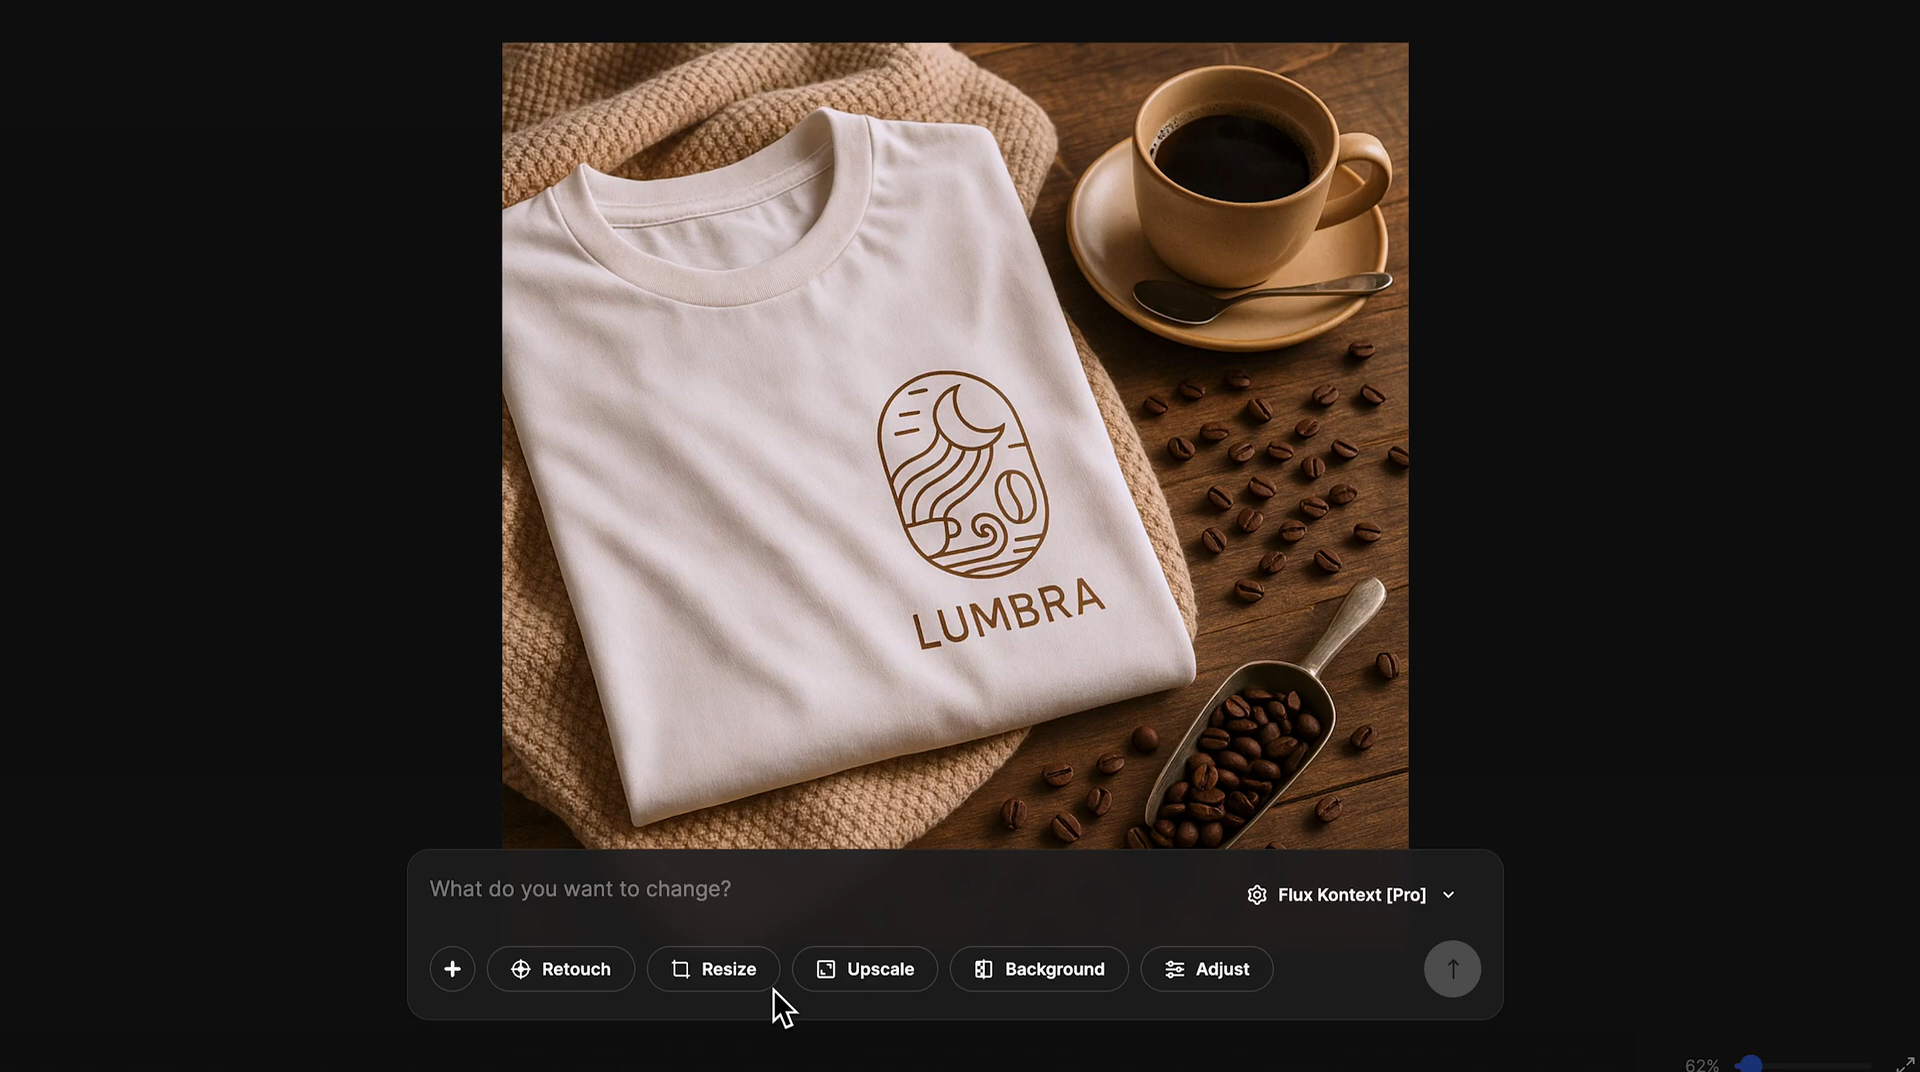 LUMBRA
What do you want to change?
Flux Kontext [Pro]
Retouch
Resize
Upscale
Background
Adjust
62%